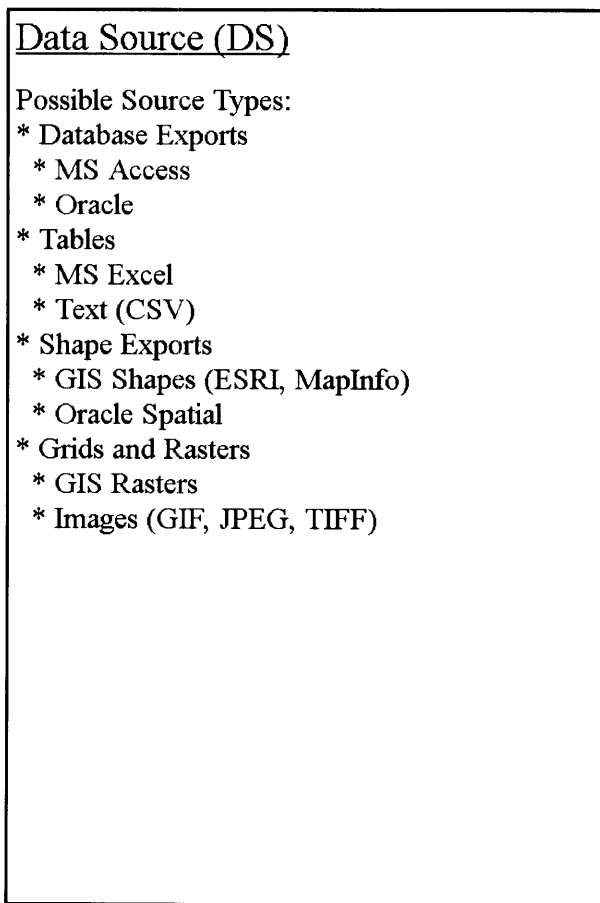 Data Source (DS)
Possible Source Types:
* Database Exports
* MS Access
* Oracle
* Tables
* MS Excel
* Text (CSV)
* Shape Exports
* GIS Shapes (ESRI, MapInfo)
* Oracle Spatial
* Grids and Rasters
* GIS Rasters
* Images (GIF, JPEG, TIFF)